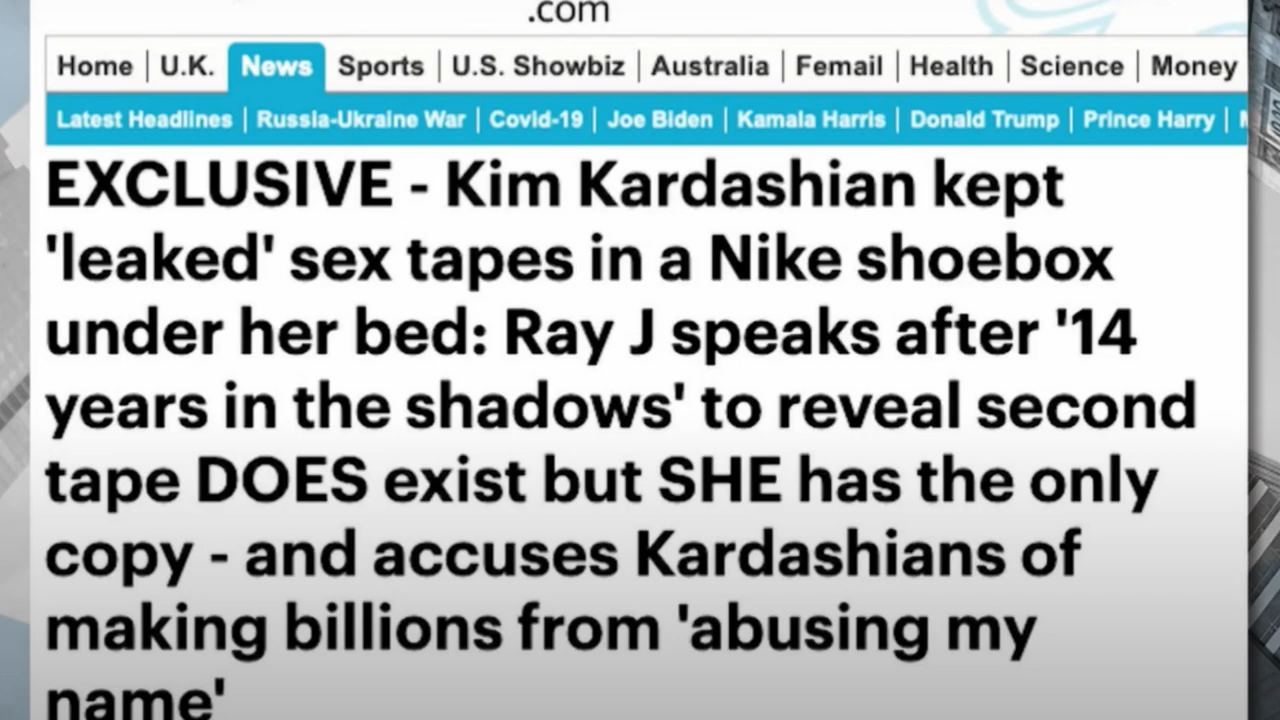 .com
Home | U.K. | News | Sports | U.S. Showbiz | Australia | Femail | Health | Science | Money
Latest Headlines | Russia-Ukraine War | Covid-19 | Joe Biden | Kamala Harris | Donald Trump | Prince Harry |
EXCLUSIVE - Kim Kardashian kept
'leaked' sex tapes in a Nike shoebox
under her bed: Ray J speaks after '14
years in the shadows' to reveal second
tape DOES exist but SHE has the only
copy - and accuses Kardashians of
making billions from 'abusing my
name'